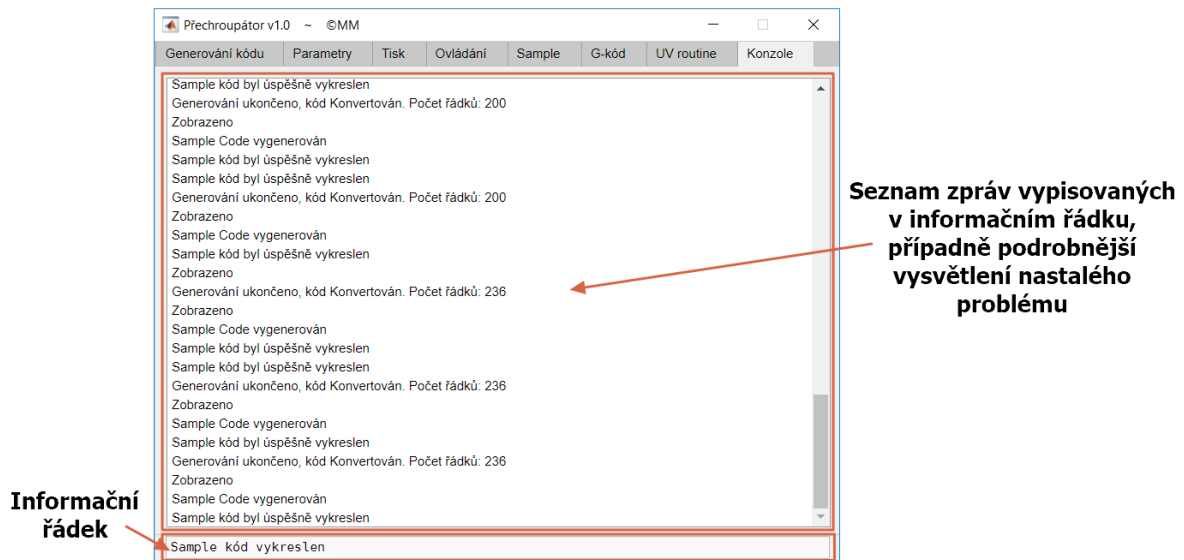 Přechroupátor v1.0 ~ ©MM
Generování kódu Parametry Tisk Ovládání Sample G-kód UV routine Konzole
Sample kód byl úspěšně vykreslen
Generování ukončeno, kód Konvertován. Počet řádků: 200
Zobrazeno
Sample Code vygenerován
Sample kód byl úspěšně vykreslen
Sample kód byl úspěšně vykreslen
Generování ukončeno, kód Konvertován. Počet řádků: 200
Zobrazeno
Sample Code vygenerován
Sample kód byl úspěšně vykreslen
Zobrazeno
Generování ukončeno, kód Konvertován. Počet řádků: 236
Zobrazeno
Sample Code vygenerován
Sample kód byl úspěšně vykreslen
Sample kód byl úspěšně vykreslen
Generování ukončeno, kód Konvertován. Počet řádků: 236
Zobrazeno
Sample Code vygenerován
Sample kód byl úspěšně vykreslen
Generování ukončeno, kód Konvertován. Počet řádků: 236
Zobrazeno
Sample Code vygenerován
Sample kód byl úspěšně vykreslen
Sample kód vykreslen
Seznam zpráv vypisovaných
v informačním řádku,
případně podrobnější
vysvětlení nastalého
problému
Informační
řádek